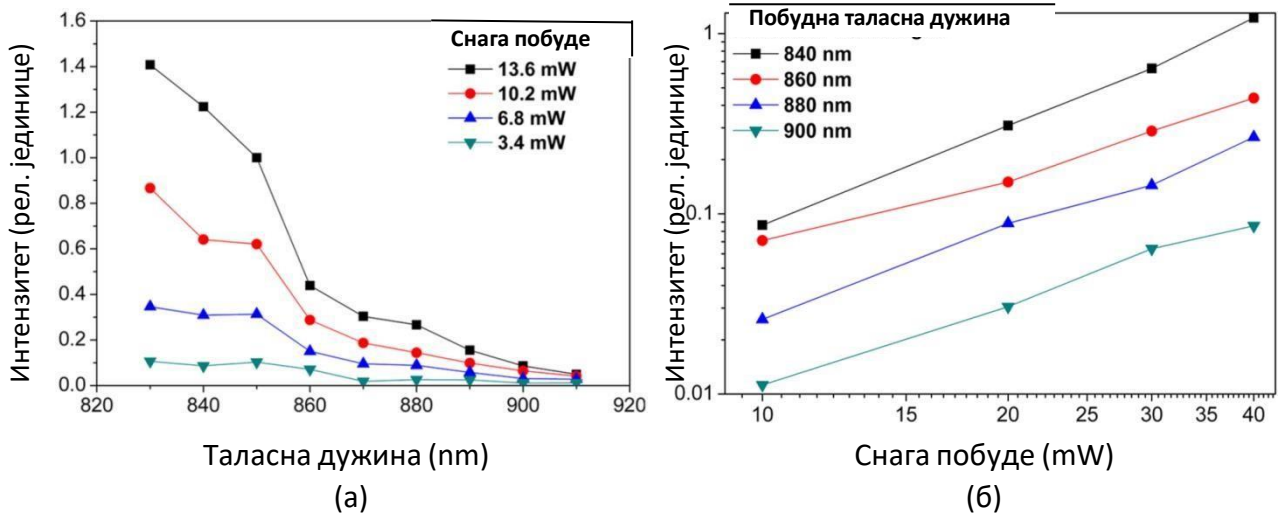 Интензитет (рел. јединице)
1.6
1.4
1.2
1.0
0.8
0.6
0.4
0.2
0.0
820 840 860 880 900 920
Снага побуде
13.6 mW
10.2 mW
6.8 mW
3.4 mW
Таласна дужина (nm)
(а)
Интензитет (рел. јединице)
1
0.1
0.01
10 15 20 25 30 35 40
Побудна таласна дужина
840 nm
860 nm
880 nm
900 nm
Снага побуде (mW)
(б)